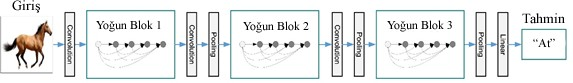 Giriş
Convolution
Yoğun Blok 1
Convolution
Pooling
Yoğun Blok 2
Convolution
Pooling
Yoğun Blok 3
Pooling
Linear
Tahmin
“At”